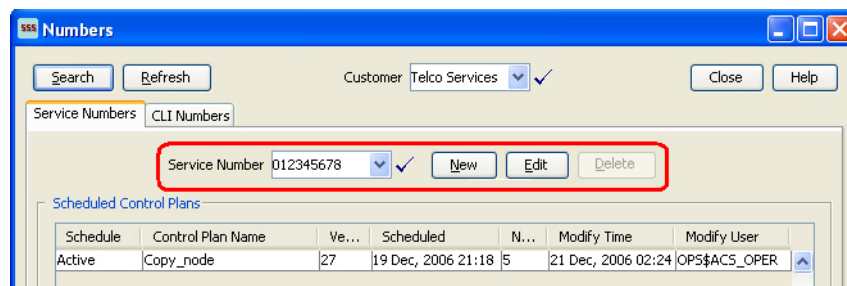 SSS Numbers
Search Refresh Customer Telco Services Close Help
Service Numbers CLI Numbers
Service Number 012345678 New Edit Delete
Scheduled Control Plans
Schedule Control Plan Name Ve... Scheduled N... Modify Time Modify User
Active Copy_node 27 19 Dec, 2006 21:18 5 21 Dec, 2006 02:24 OPS$ACS_OPER